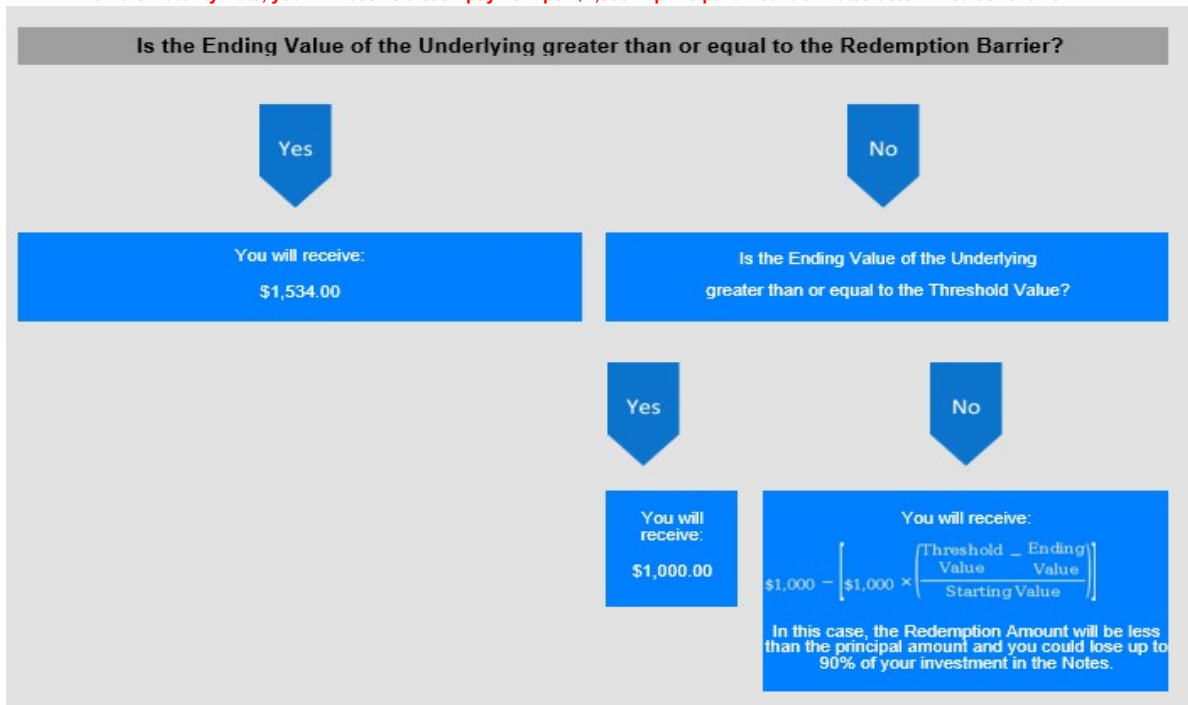 Is the Ending Value of the Underlying greater than or equal to the Redemption Barrier?
Yes
No
You will receive:
$1,534.00
Is the Ending Value of the Underlying
greater than or equal to the Threshold Value?
Yes
No
You will
receive:
$1,000.00
You will receive:
$1,000 − [$1,000 × (Threshold Value − Ending Value / Starting Value)]
In this case, the Redemption Amount will be less
than the principal amount and you could lose up to
90% of your investment in the Notes.